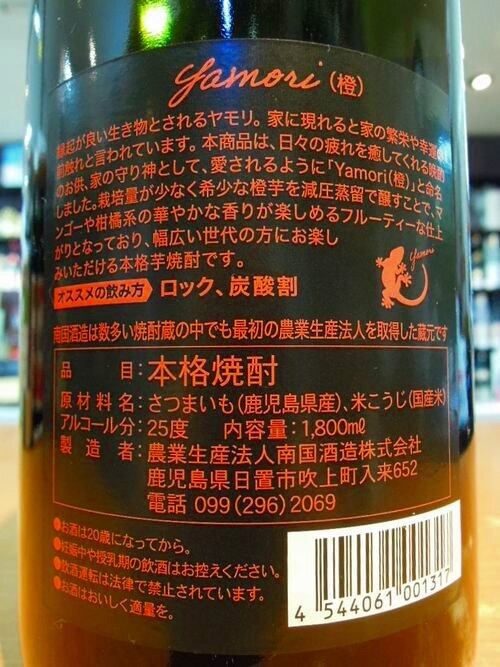 Yamori（橙）
縁起が良い生き物とされるヤモリ。家に現れると家の繁栄や幸運の
前触れと言われています。本商品は、日々の疲れを癒してくれる晩酌
のお供、家の守り神として、愛されるように「Yamori(橙)」と命名
しました。栽培量が少なく希少な橙芋を減圧蒸留で醸すことで、マ
ンゴーや柑橘系の華やかな香りが楽しめるフルーティーな仕上
がりとなっており、幅広い世代の方にお楽し
みいただける本格芋焼酎です。
Yamori
オススメの飲み方 ロック、炭酸割
南国酒造は数多い焼酎蔵の中でも最初の農業生産法人を取得した蔵元です
品目：本格焼酎
原材料名：さつまいも(鹿児島県産)、米こうじ(国産米)
アルコール分：25度 内容量：1,800mℓ
製造者：農業生産法人南国酒造株式会社
鹿児島県日置市吹上町入来652
電話 099(296)2069
●お酒は20歳になってから。
●妊娠中や授乳期の飲酒はお控えください。
●飲酒運転は法律で禁止されています。
●お酒はおいしく適量を。
4 544061 001317